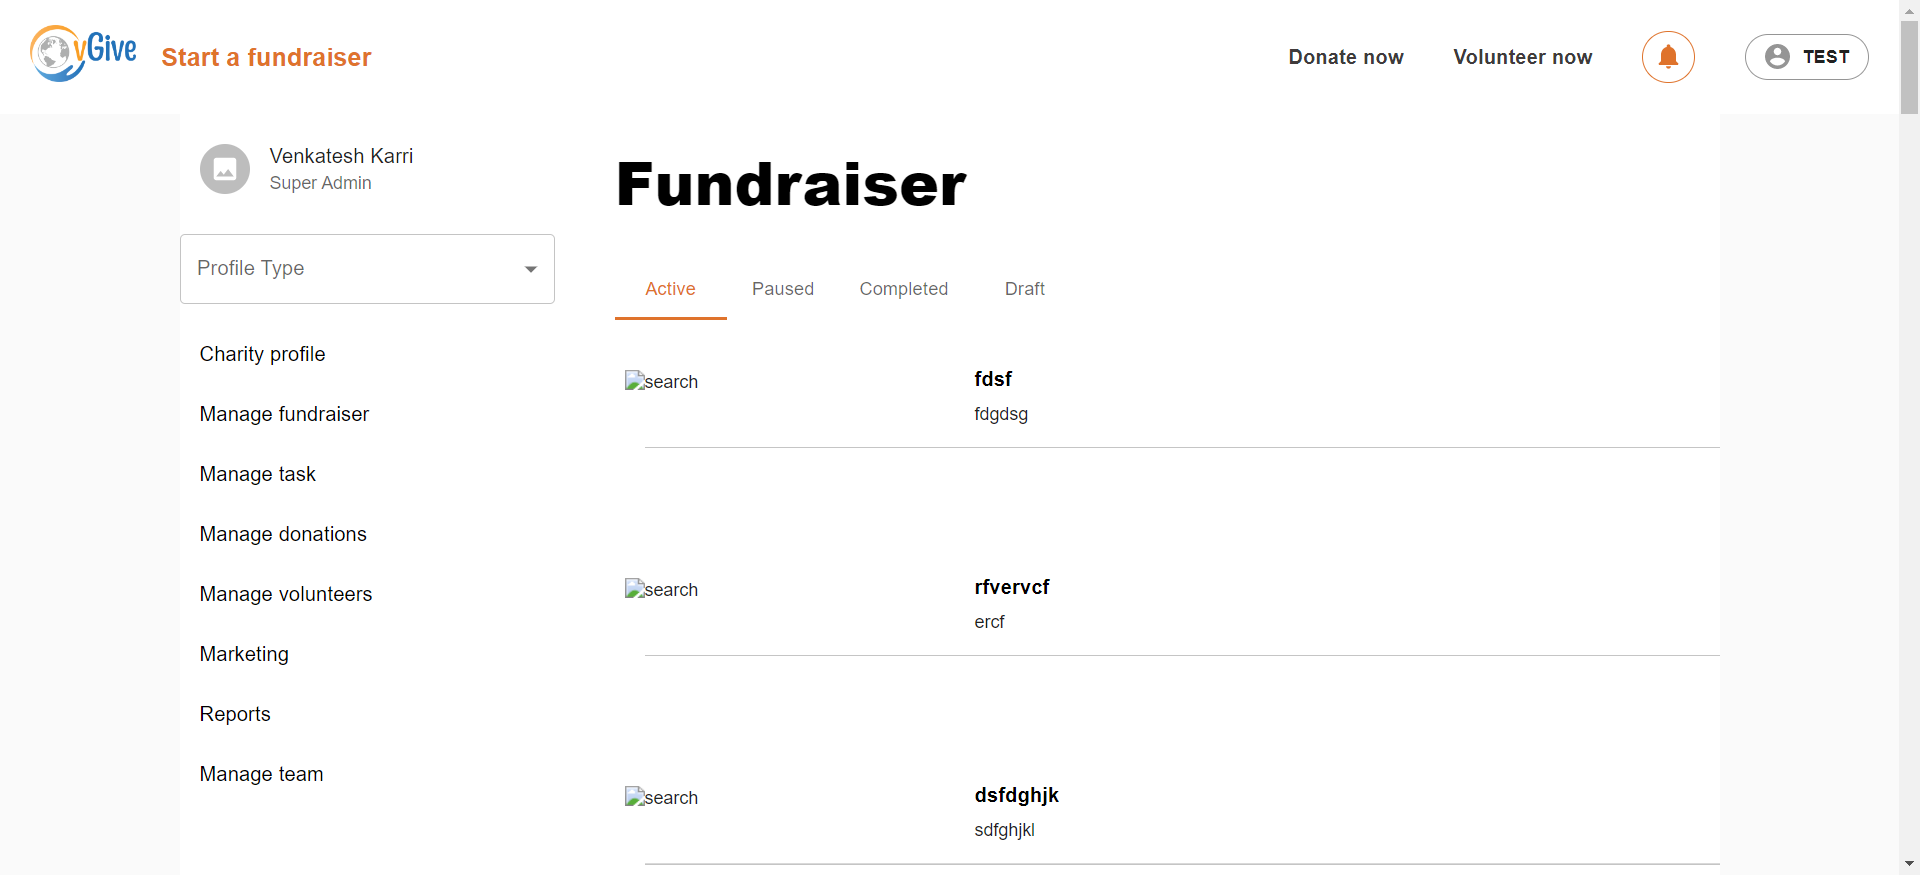 vGive
Start a fundraiser
Donate now
Volunteer now
TEST
Venkatesh Karri
Super Admin
Profile Type
Charity profile
Manage fundraiser
Manage task
Manage donations
Manage volunteers
Marketing
Reports
Manage team
Fundraiser
Active Paused Completed Draft
search
fdsf
fdgdsg
search
rfvervcf
ercf
search
dsfdghjk
sdfghjkl